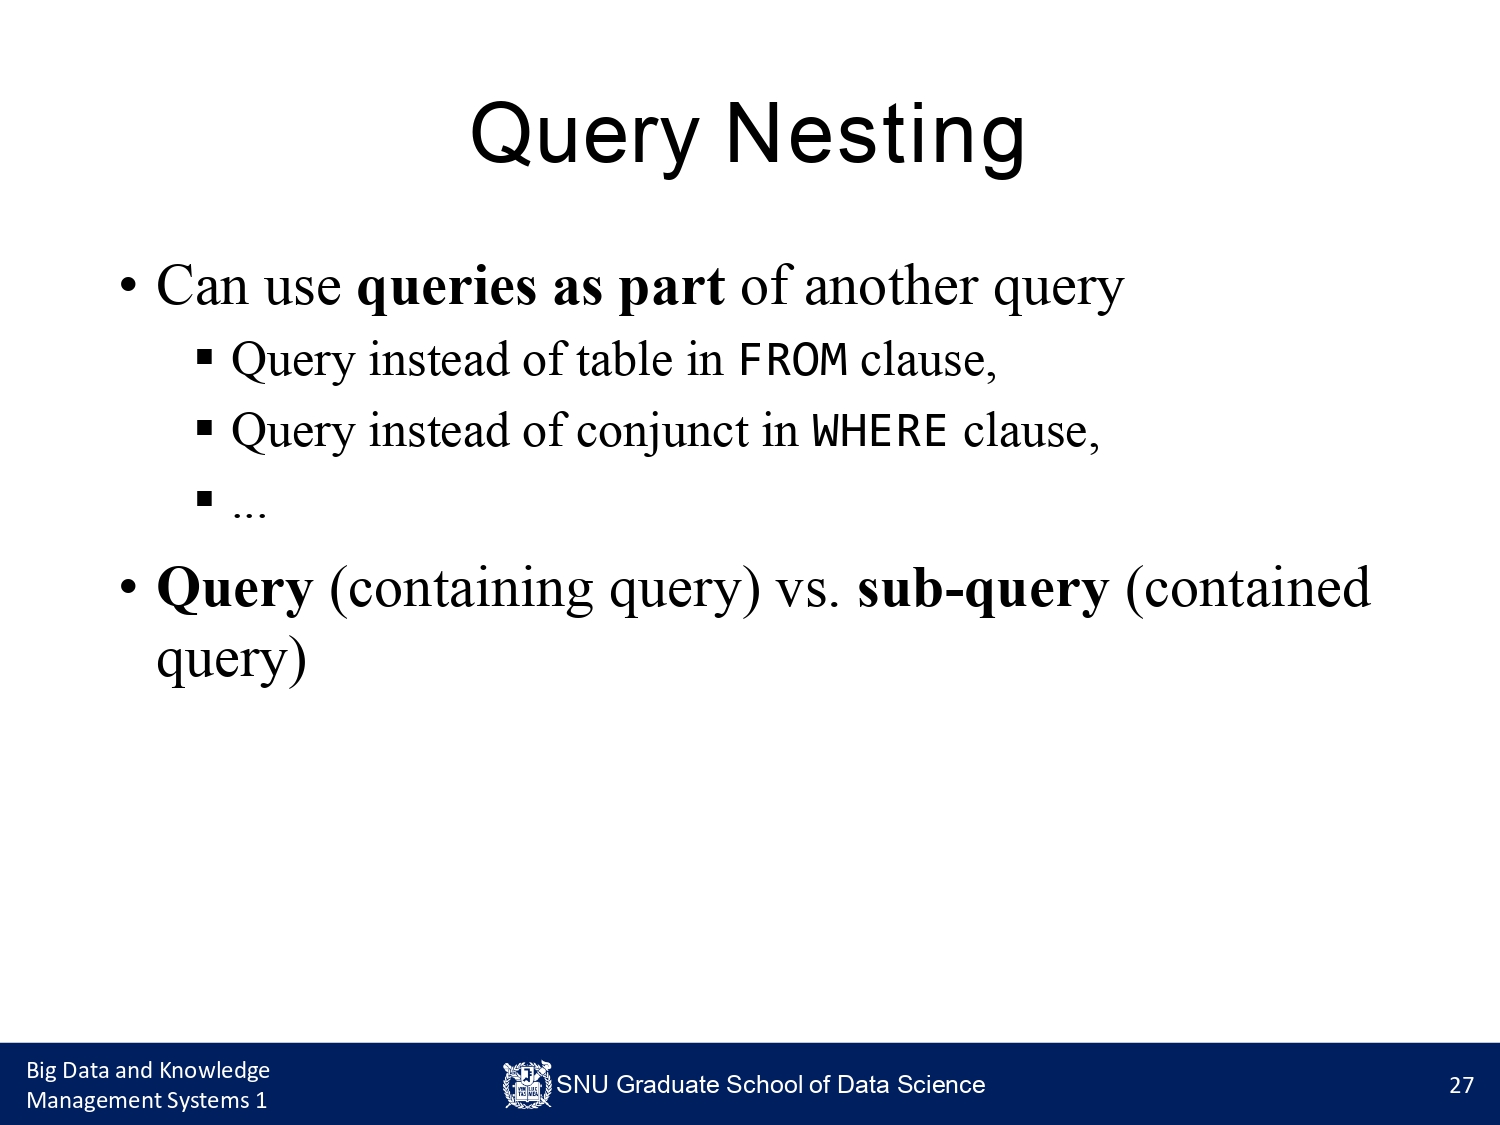 Query Nesting
• Can use queries as part of another query
▪ Query instead of table in FROM clause,
▪ Query instead of conjunct in WHERE clause,
▪ ...
• Query (containing query) vs. sub-query (contained
query)
Big Data and Knowledge
Management Systems 1
SNU Graduate School of Data Science
27